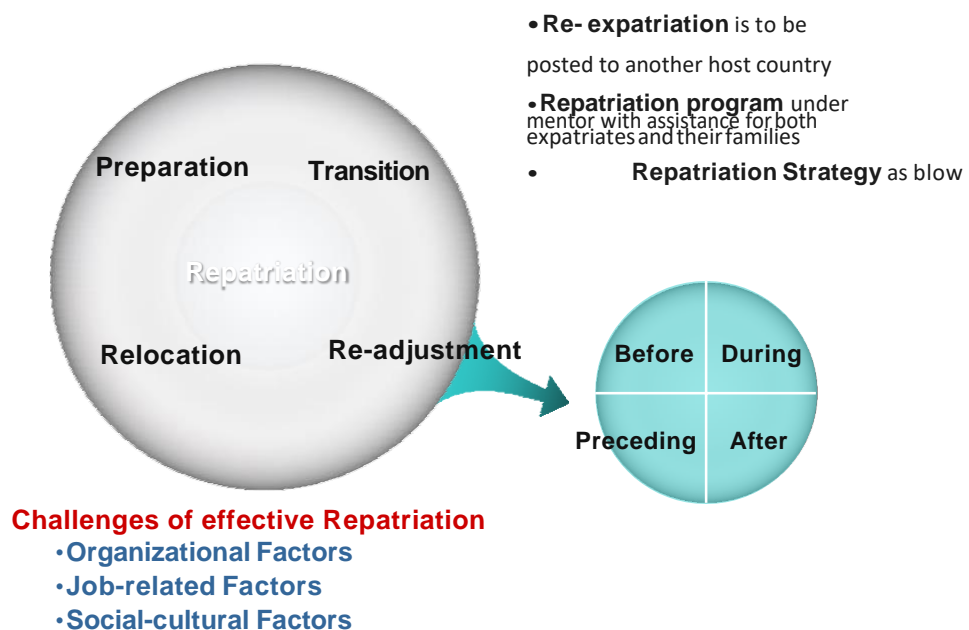 •Re- expatriation is to be
posted to another host country
•Repatriation program under
mentor with assistance for both
expatriates and their families
• Repatriation Strategy as blow
Preparation Transition
Repatriation
Relocation Re-adjustment
Before During
Preceding After
Challenges of effective Repatriation
•Organizational Factors
•Job-related Factors
•Social-cultural Factors